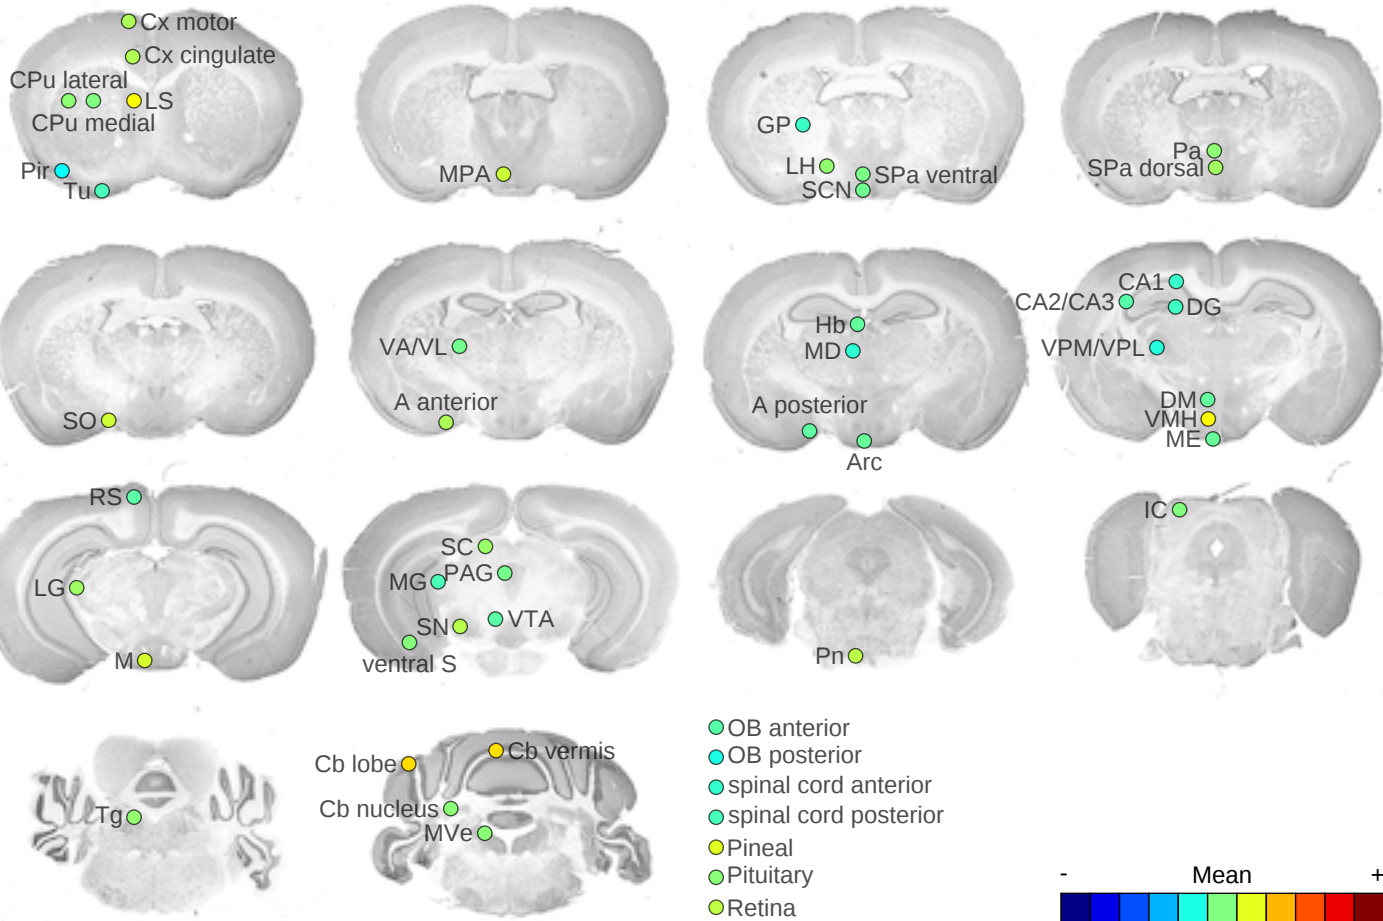 Cx motor
Cx cingulate
CPu lateral
LS
CPu medial
Pir
Tu
MPA
GP
LH
SPa ventral
SCN
Pa
SPa dorsal
SO
VA/VL
A anterior
Hb
MD
A posterior
Arc
CA1
CA2/CA3
DG
VPM/VPL
DM
VMH
ME
RS
LG
M
SC
PAG
MG
VTA
SN
ventral S
Pn
IC
Tg
Cb vermis
Cb lobe
Cb nucleus
MVe
OB anterior
OB posterior
spinal cord anterior
spinal cord posterior
Pineal
Pituitary
Retina
- Mean +